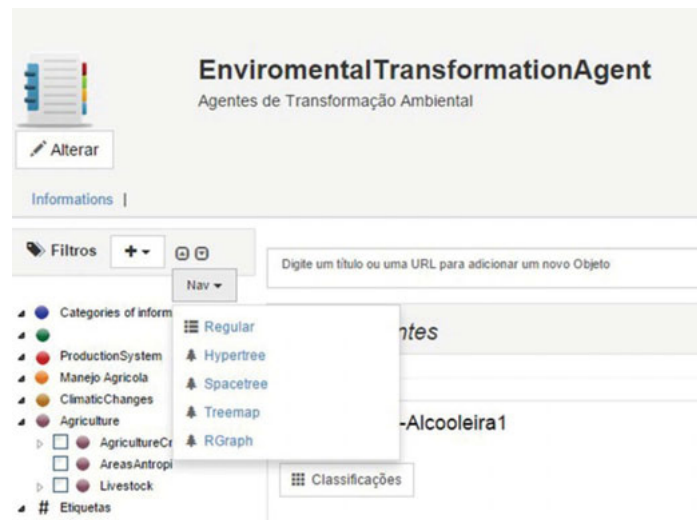 EnviromentalTransformationAgent
Agentes de Transformação Ambiental
Alterar
Informations |
Filtros
Digite um título ou uma URL para adicionar um novo Objeto
Nav
Categories of inform
Regular
ntes
Hypertree
ProductionSystem
Manejo Agricola
Spacetree
ClimaticChanges
Treemap
Agriculture
-Alcooleira1
AgricultureCr
RGraph
AreasAntropi
Livestock
Classificações
# Etiquetas